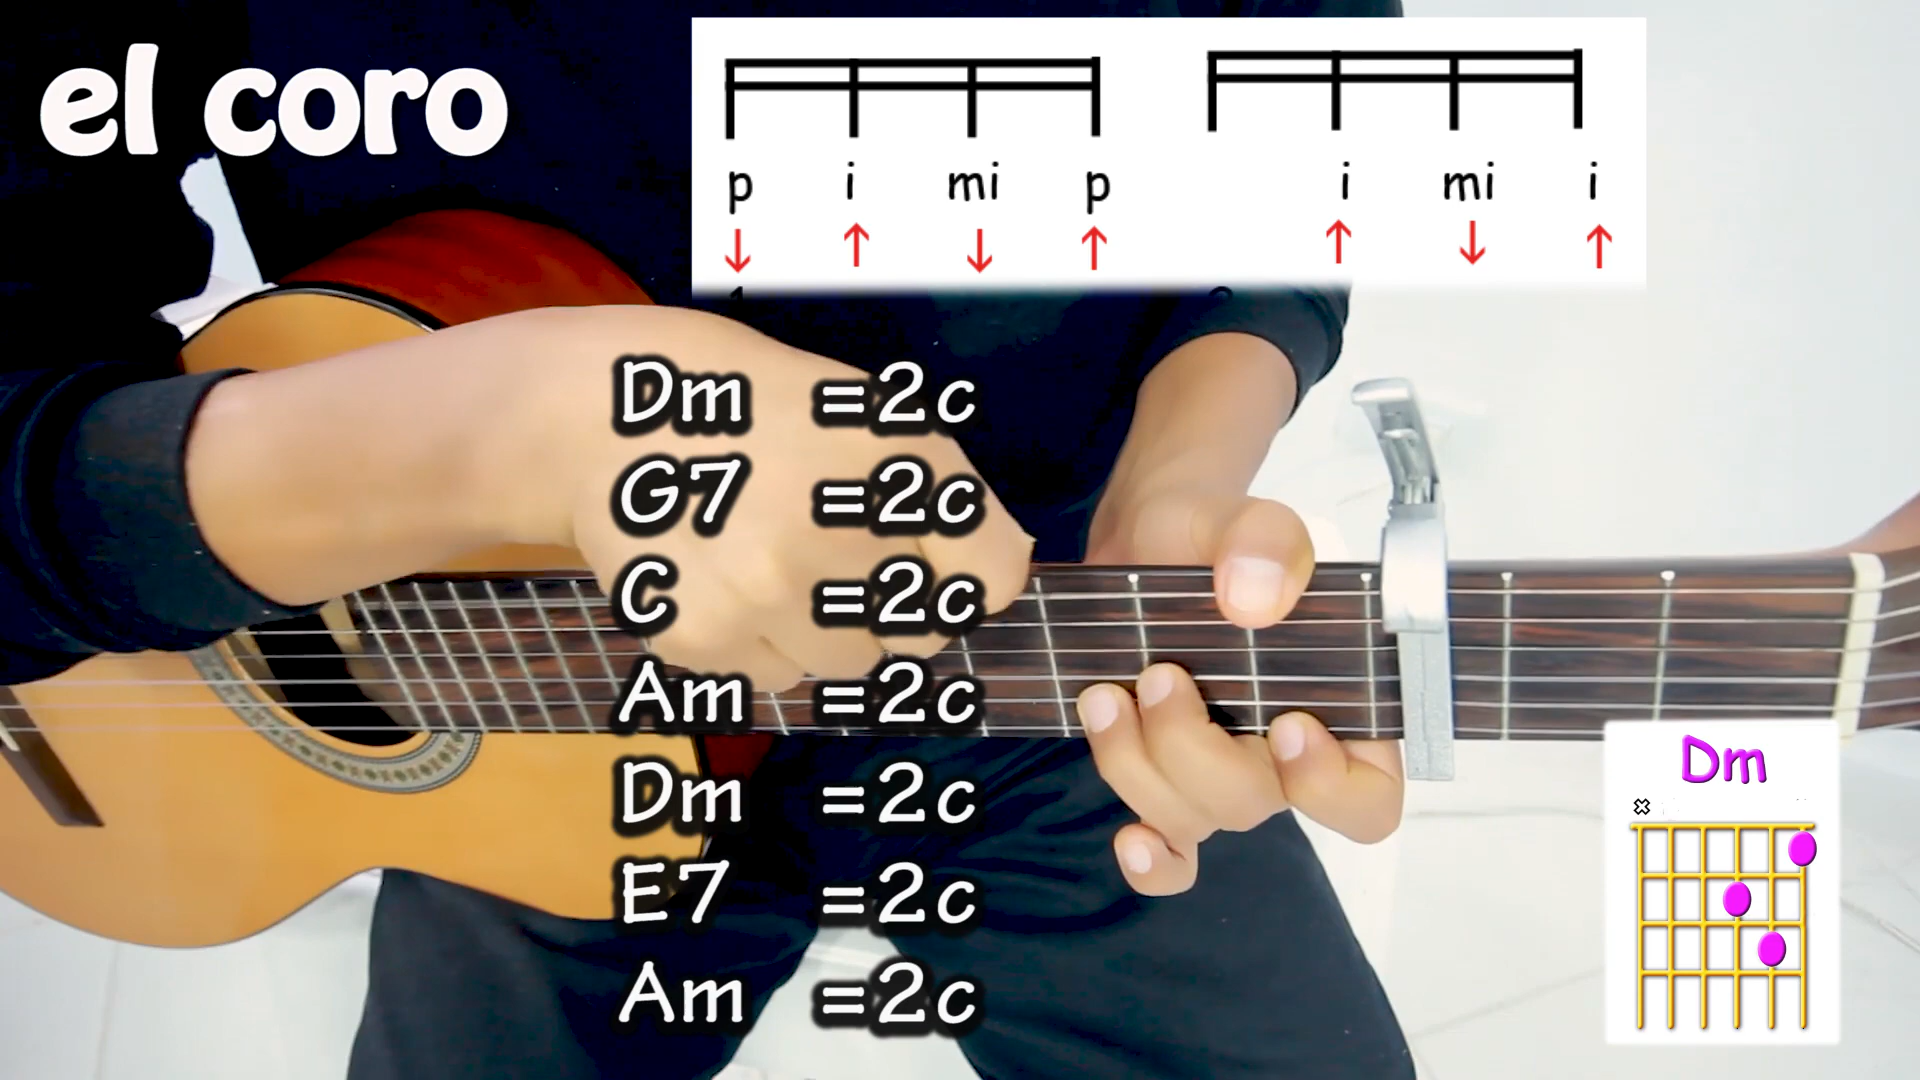 el coro
p i mi p i mi i
↓ ↑ ↓ ↑ ↑ ↓ ↑
Dm =2c
G7 =2c
C =2c
Am =2c
Dm =2c
E7 =2c
Am =2c
Dm
×